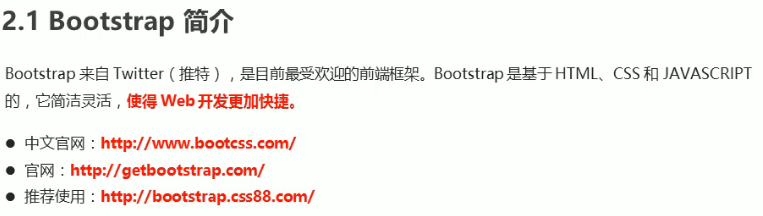 2.1 Bootstrap 简介
Bootstrap 来自 Twitter（推特），是目前最受欢迎的前端框架。Bootstrap 是基于 HTML、CSS 和 JAVASCRIPT
的，它简洁灵活，使得 Web 开发更加快捷。
● 中文官网：http://www.bootcss.com/
● 官网：http://getbootstrap.com/
● 推荐使用：http://bootstrap.css88.com/